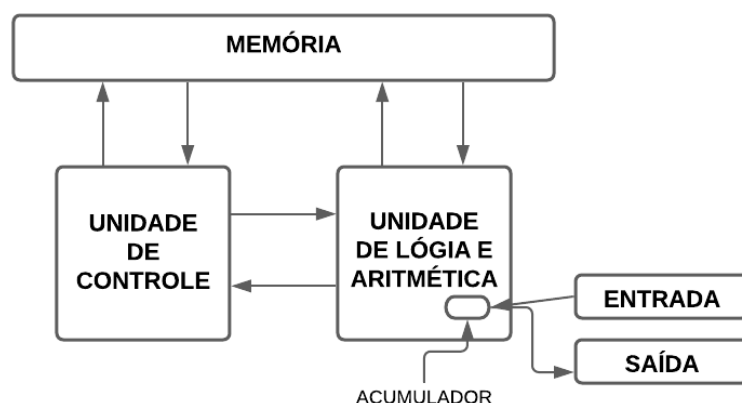 MEMÓRIA
UNIDADE
DE
CONTROLE
UNIDADE
DE LÓGIA E
ARITMÉTICA
ENTRADA
SAÍDA
ACUMULADOR